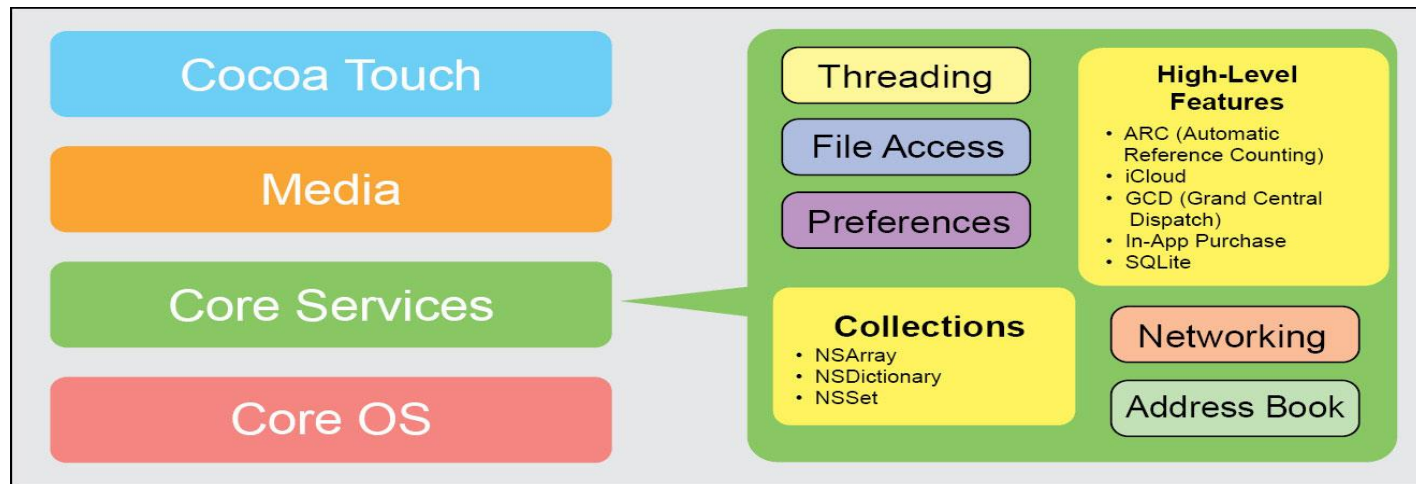 Cocoa Touch
Media
Core Services
Core OS
Threading
File Access
Preferences
High-Level
Features
• ARC (Automatic
Reference Counting)
• iCloud
• GCD (Grand Central
Dispatch)
• In-App Purchase
• SQLite
Collections
• NSArray
• NSDictionary
• NSSet
Networking
Address Book